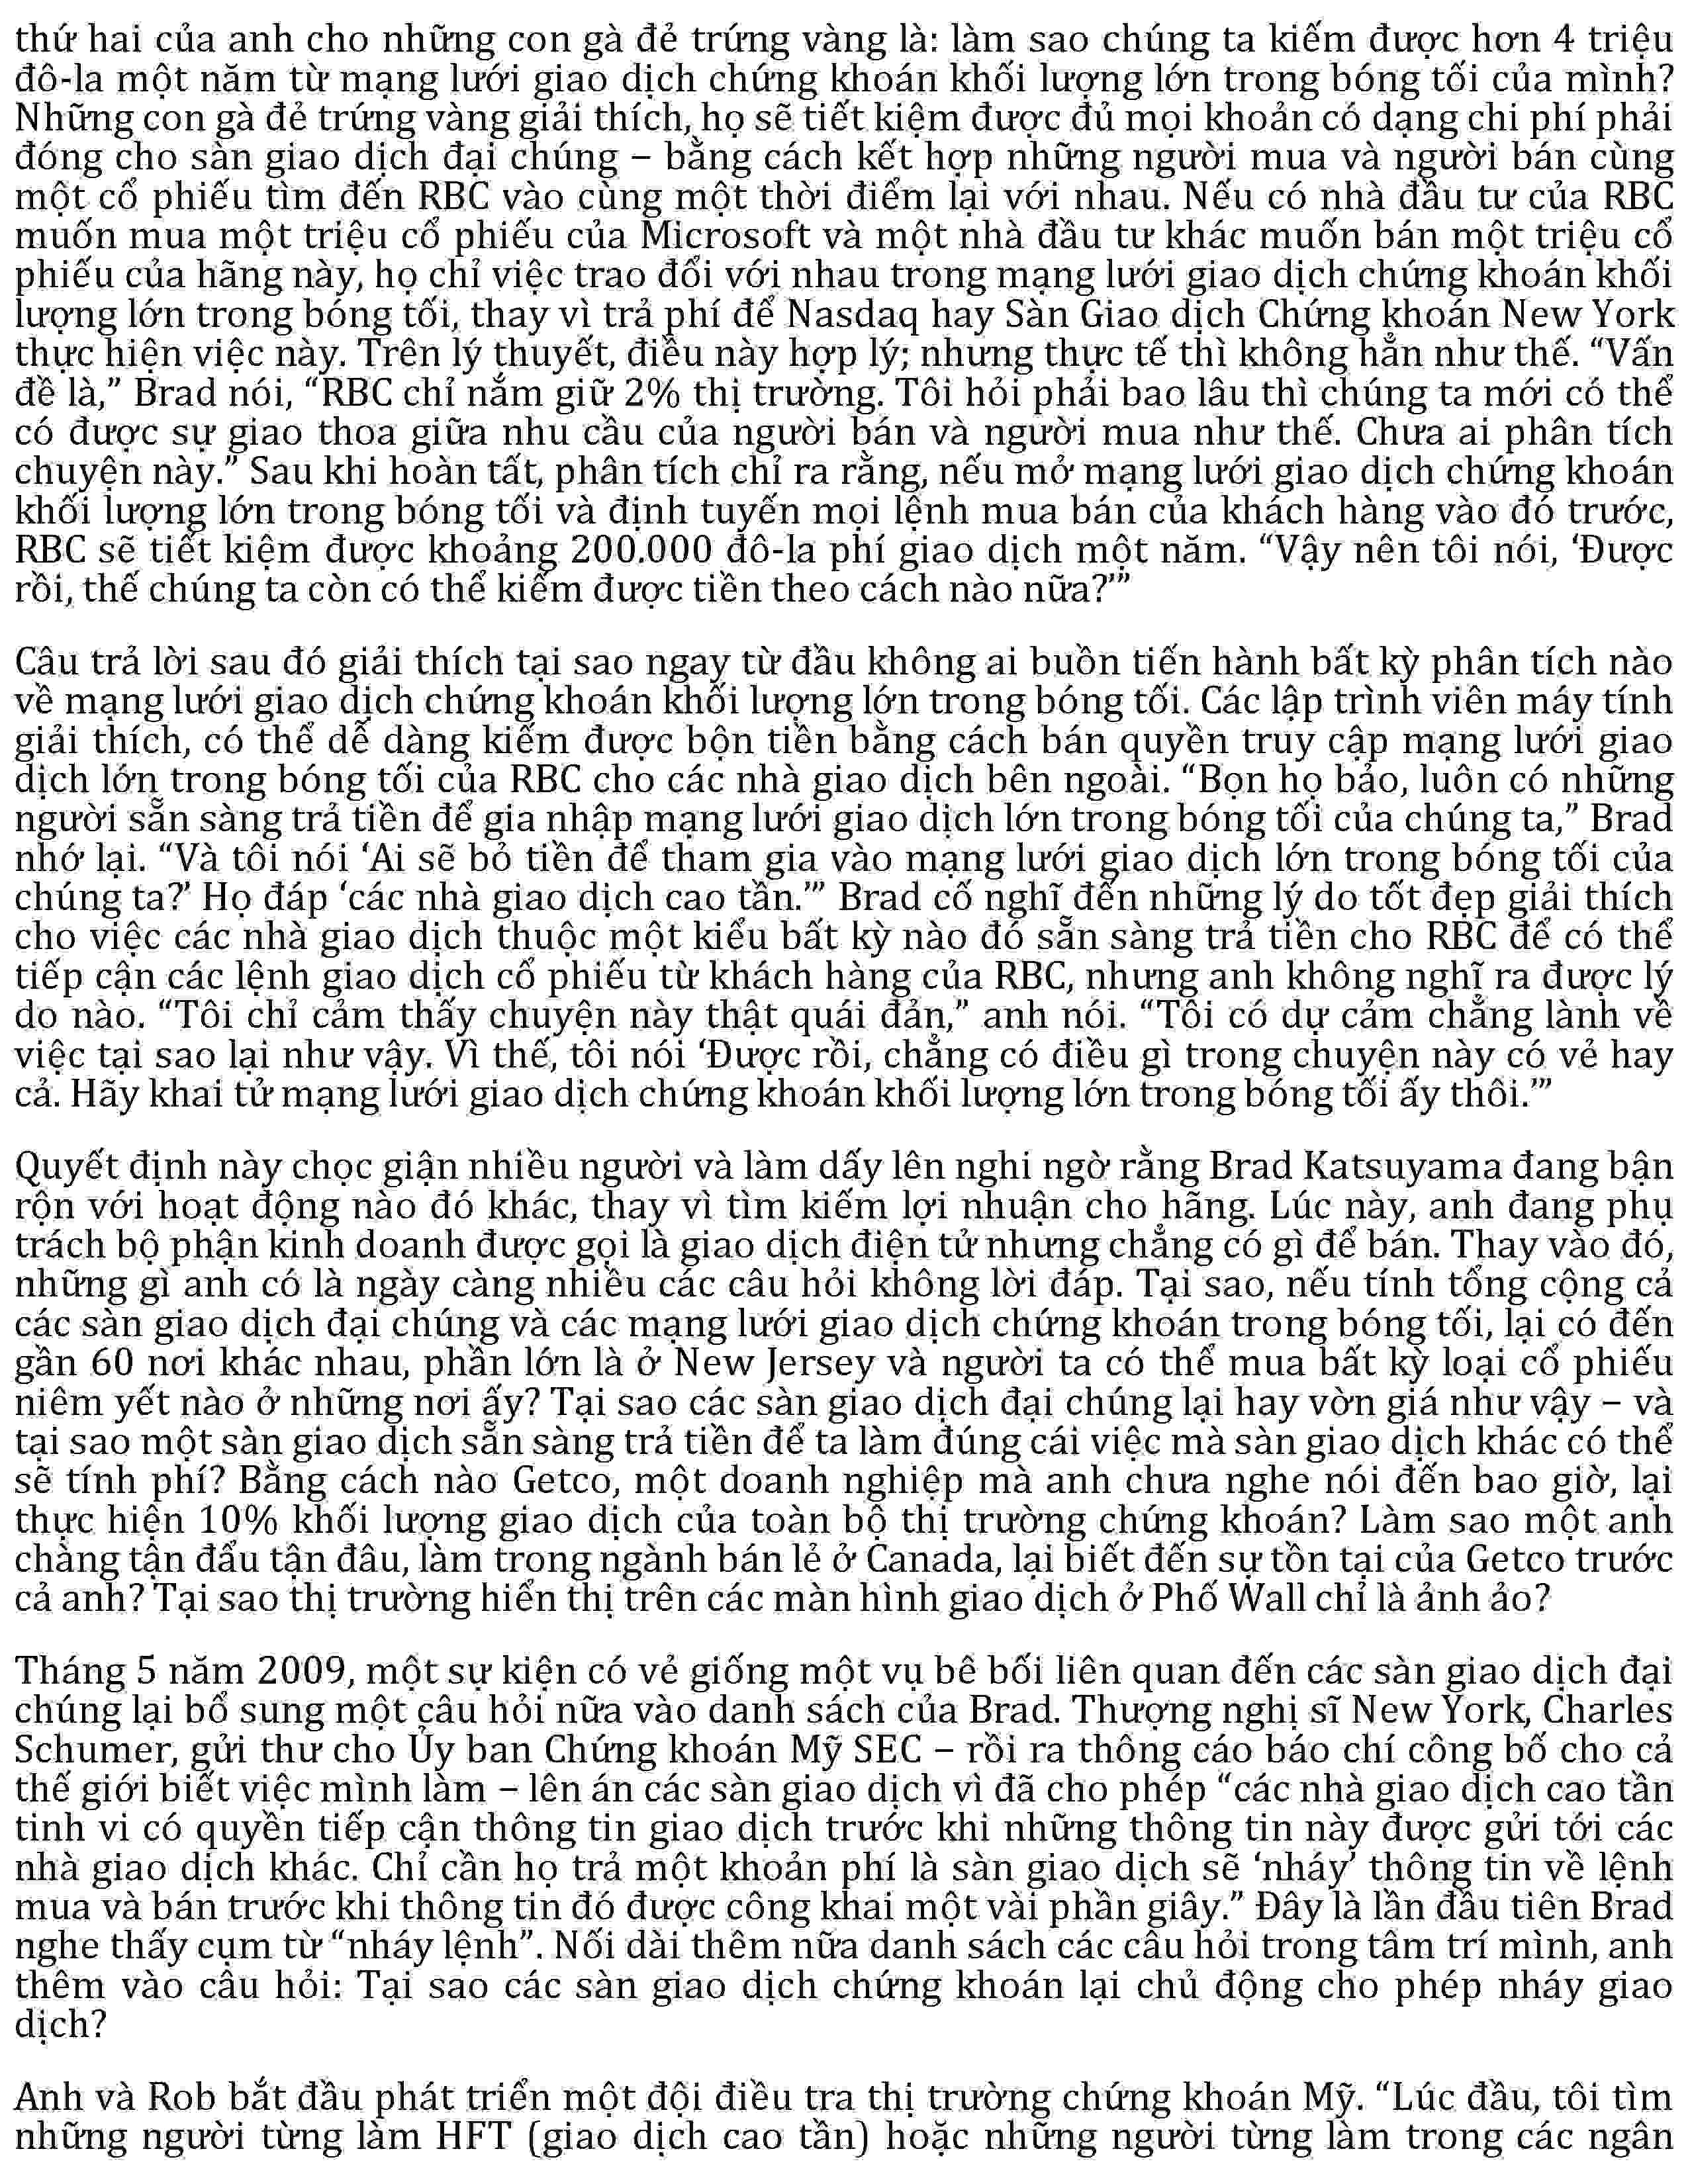 thứ hai của anh cho những con gà đẻ trứng vàng là: làm sao chúng ta kiếm được hơn 4 triệu
đô-la một năm từ mạng lưới giao dịch chứng khoán khối lượng lớn trong bóng tối của mình?
Những con gà đẻ trứng vàng giải thích, họ sẽ tiết kiệm được đủ mọi khoản có dạng chi phí phải
đóng cho sàn giao dịch đại chúng – bằng cách kết hợp những người mua và người bán cùng
một cổ phiếu tìm đến RBC vào cùng một thời điểm lại với nhau. Nếu có nhà đầu tư của RBC
muốn mua một triệu cổ phiếu của Microsoft và một nhà đầu tư khác muốn bán một triệu cổ
phiếu của hãng này, họ chỉ việc trao đổi với nhau trong mạng lưới giao dịch chứng khoán khối
lượng lớn trong bóng tối, thay vì trả phí để Nasdaq hay Sàn Giao dịch Chứng khoán New York
thực hiện việc này. Trên lý thuyết, điều này hợp lý; nhưng thực tế thì không hẳn như thế. “Vấn
đề là,” Brad nói, “RBC chỉ nắm giữ 2% thị trường. Tôi hỏi phải bao lâu thì chúng ta mới có thể
có được sự giao thoa giữa nhu cầu của người bán và người mua như thế. Chưa ai phân tích
chuyện này.” Sau khi hoàn tất, phân tích chỉ ra rằng, nếu mở mạng lưới giao dịch chứng khoán
khối lượng lớn trong bóng tối và định tuyến mọi lệnh mua bán của khách hàng vào đó trước,
RBC sẽ tiết kiệm được khoảng 200.000 đô-la phí giao dịch một năm. “Vậy nên tôi nói, ‘Được
rồi, thế chúng ta còn có thể kiếm được tiền theo cách nào nữa?’”
Câu trả lời sau đó giải thích tại sao ngay từ đầu không ai buồn tiến hành bất kỳ phân tích nào
về mạng lưới giao dịch chứng khoán khối lượng lớn trong bóng tối. Các lập trình viên máy tính
giải thích, có thể dễ dàng kiếm được bộn tiền bằng cách bán quyền truy cập mạng lưới giao
dịch lớn trong bóng tối của RBC cho các nhà giao dịch bên ngoài. “Bọn họ bảo, luôn có những
người sẵn sàng trả tiền để gia nhập mạng lưới giao dịch lớn trong bóng tối của chúng ta,” Brad
nhớ lại. “Và tôi nói ‘Ai sẽ bỏ tiền để tham gia vào mạng lưới giao dịch lớn trong bóng tối của
chúng ta?’ Họ đáp ‘các nhà giao dịch cao tần.’” Brad cố nghĩ đến những lý do tốt đẹp giải thích
cho việc các nhà giao dịch thuộc một kiểu bất kỳ nào đó sẵn sàng trả tiền cho RBC để có thể
tiếp cận các lệnh giao dịch cổ phiếu từ khách hàng của RBC, nhưng anh không nghĩ ra được lý
do nào. “Tôi chỉ cảm thấy chuyện này thật quái đản,” anh nói. “Tôi có dự cảm chẳng lành về
việc tại sao lại như vậy. Vì thế, tôi nói ‘Được rồi, chẳng có điều gì trong chuyện này có vẻ hay
cả. Hãy khai tử mạng lưới giao dịch chứng khoán khối lượng lớn trong bóng tối ấy thôi.’”
Quyết định này chọc giận nhiều người và làm dấy lên nghi ngờ rằng Brad Katsuyama đang bận
rộn với hoạt động nào đó khác, thay vì tìm kiếm lợi nhuận cho hãng. Lúc này, anh đang phụ
trách bộ phận kinh doanh được gọi là giao dịch điện tử nhưng chẳng có gì để bán. Thay vào đó,
những gì anh có là ngày càng nhiều các câu hỏi không lời đáp. Tại sao, nếu tính tổng cộng cả
các sàn giao dịch đại chúng và các mạng lưới giao dịch chứng khoán trong bóng tối, lại có đến
gần 60 nơi khác nhau, phần lớn là ở New Jersey và người ta có thể mua bất kỳ loại cổ phiếu
niêm yết nào ở những nơi ấy? Tại sao các sàn giao dịch đại chúng lại hay vờn giá như vậy – và
tại sao một sàn giao dịch sẵn sàng trả tiền để ta làm đúng cái việc mà sàn giao dịch khác có thể
sẽ tính phí? Bằng cách nào Getco, một doanh nghiệp mà anh chưa nghe nói đến bao giờ, lại
thực hiện 10% khối lượng giao dịch của toàn bộ thị trường chứng khoán? Làm sao một anh
chàng tận đẩu tận đâu, làm trong ngành bán lẻ ở Canada, lại biết đến sự tồn tại của Getco trước
cả anh? Tại sao thị trường hiển thị trên các màn hình giao dịch ở Phố Wall chỉ là ảnh ảo?
Tháng 5 năm 2009, một sự kiện có vẻ giống một vụ bê bối liên quan đến các sàn giao dịch đại
chúng lại bổ sung một câu hỏi nữa vào danh sách của Brad. Thượng nghị sĩ New York, Charles
Schumer, gửi thư cho Ủy ban Chứng khoán Mỹ SEC – rồi ra thông cáo báo chí công bố cho cả
thế giới biết việc mình làm – lên án các sàn giao dịch vì đã cho phép “các nhà giao dịch cao tần
tinh vi có quyền tiếp cận thông tin giao dịch trước khi những thông tin này được gửi tới các
nhà giao dịch khác. Chỉ cần họ trả một khoản phí là sàn giao dịch sẽ ‘nháy’ thông tin về lệnh
mua và bán trước khi thông tin đó được công khai một vài phần giây.” Đây là lần đầu tiên Brad
nghe thấy cụm từ “nháy lệnh”. Nối dài thêm nữa danh sách các câu hỏi trong tâm trí mình, anh
thêm vào câu hỏi: Tại sao các sàn giao dịch chứng khoán lại chủ động cho phép nháy giao
dịch?
Anh và Rob bắt đầu phát triển một đội điều tra thị trường chứng khoán Mỹ. “Lúc đầu, tôi tìm
những người từng làm HFT (giao dịch cao tần) hoặc những người từng làm trong các ngân